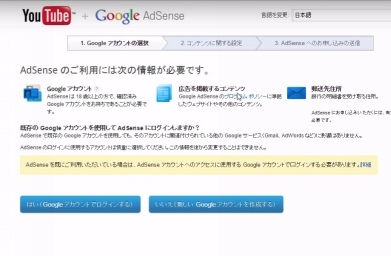 YouTube + Google AdSense
言語を変更: 日本語
1. Google アカウントの選択
2. コンテンツに関する設定
3. AdSense へのお申し込みの送信
AdSense のご利用には次の情報が必要です。
Google アカウント
AdSense は 18 歳以上の方で、確認済み
Google アカウントをお持ちであることが必要で
す。
広告を掲載するコンテンツ
Google AdSense のプログラム ポリシーに準拠し
たウェブサイトやその他のコンテンツ。
郵送先住所
銀行の明細書を受け取る住所。
AdSense にお申し込みいただくには、
既存の Google アカウントを使用して AdSense にログインしますか?
AdSense で既存の Google アカウントを使用しても、そのアカウントに関連付けられている他の Google サービス(Gmail、AdWords など)に影響はありません。
AdSense のログインに使用するアカウントは慎重に選択してください。この情報を後から変更することはできません。
AdSense を既にご利用いただいている場合は、AdSense アカウントへのアクセスに使用する Google アカウントでログインする必要があります。詳細
はい(Google アカウントでログインする)
いいえ(新しい Google アカウントを作成する)